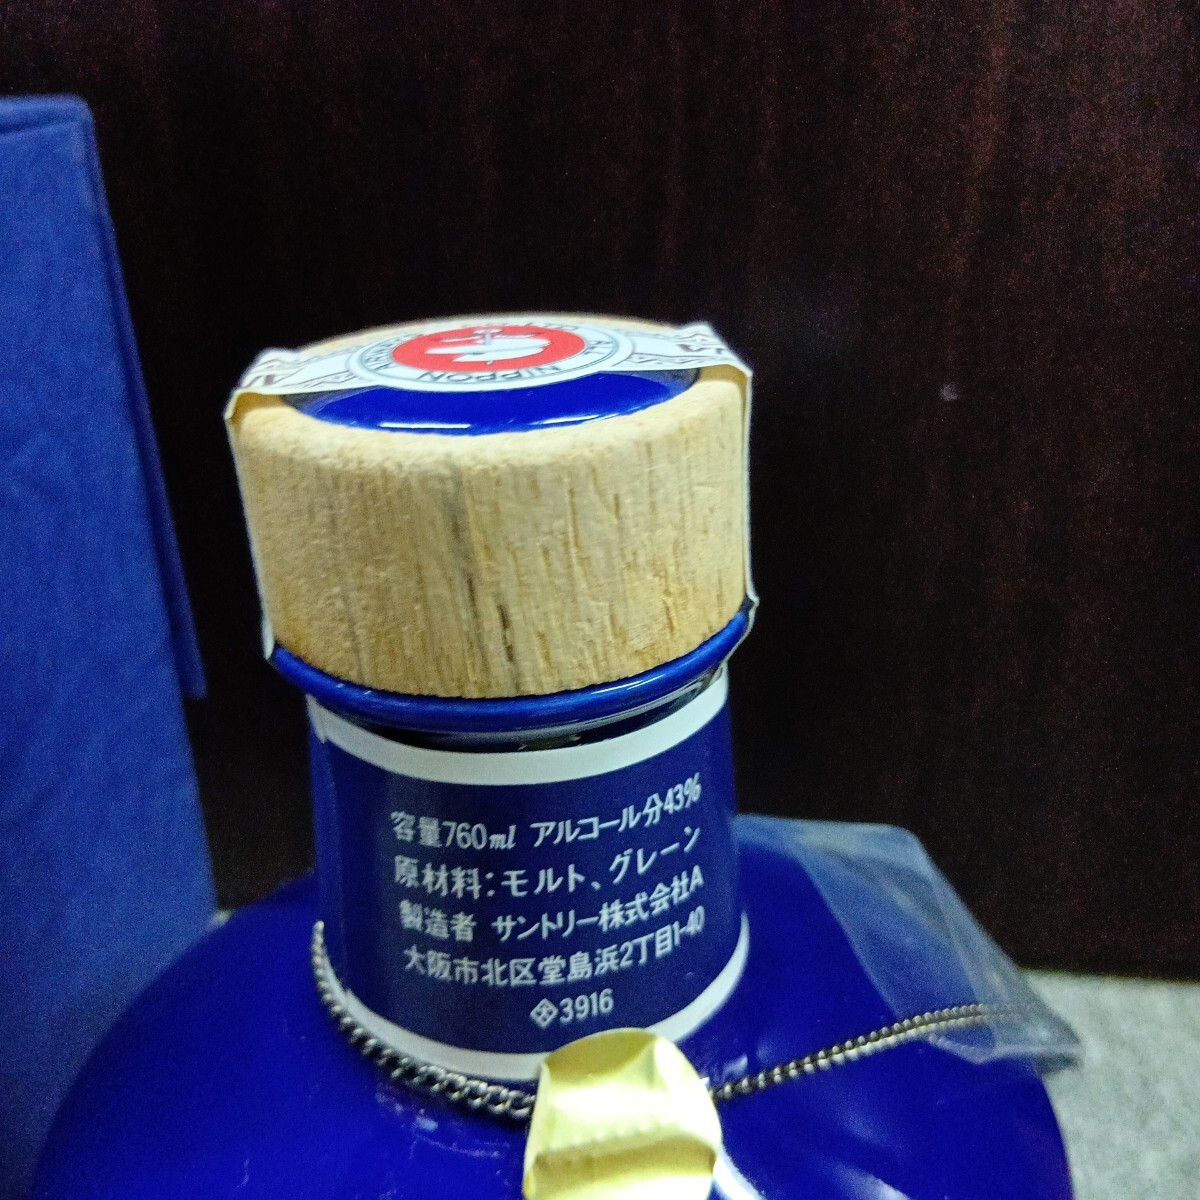 ALL NIPPON
容量760ml アルコール分43%
原材料:モルト、グレーン
製造者 サントリー株式会社A
大阪市北区堂島浜2丁目1-40
3916